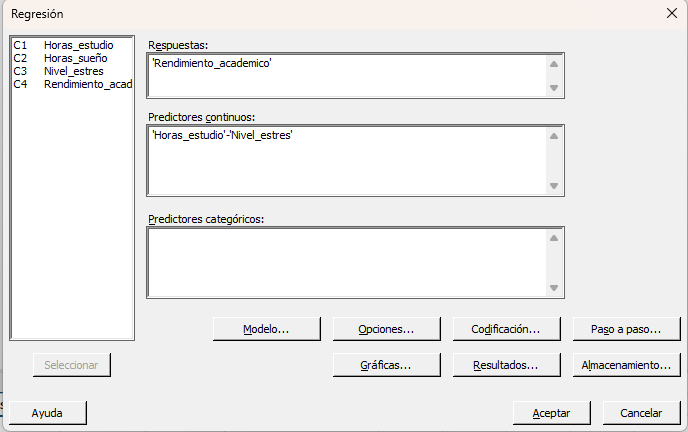 Regresión
C1 Horas_estudio
C2 Horas_sueño
C3 Nivel_estres
C4 Rendimiento_acad
Respuestas:
'Rendimiento_academico'
Predictores continuos:
'Horas_estudio'-'Nivel_estres'
Predictores categóricos:
Modelo...
Opciones...
Codificación...
Paso a paso...
Seleccionar
Gráficas...
Resultados...
Almacenamiento...
Ayuda
Aceptar
Cancelar